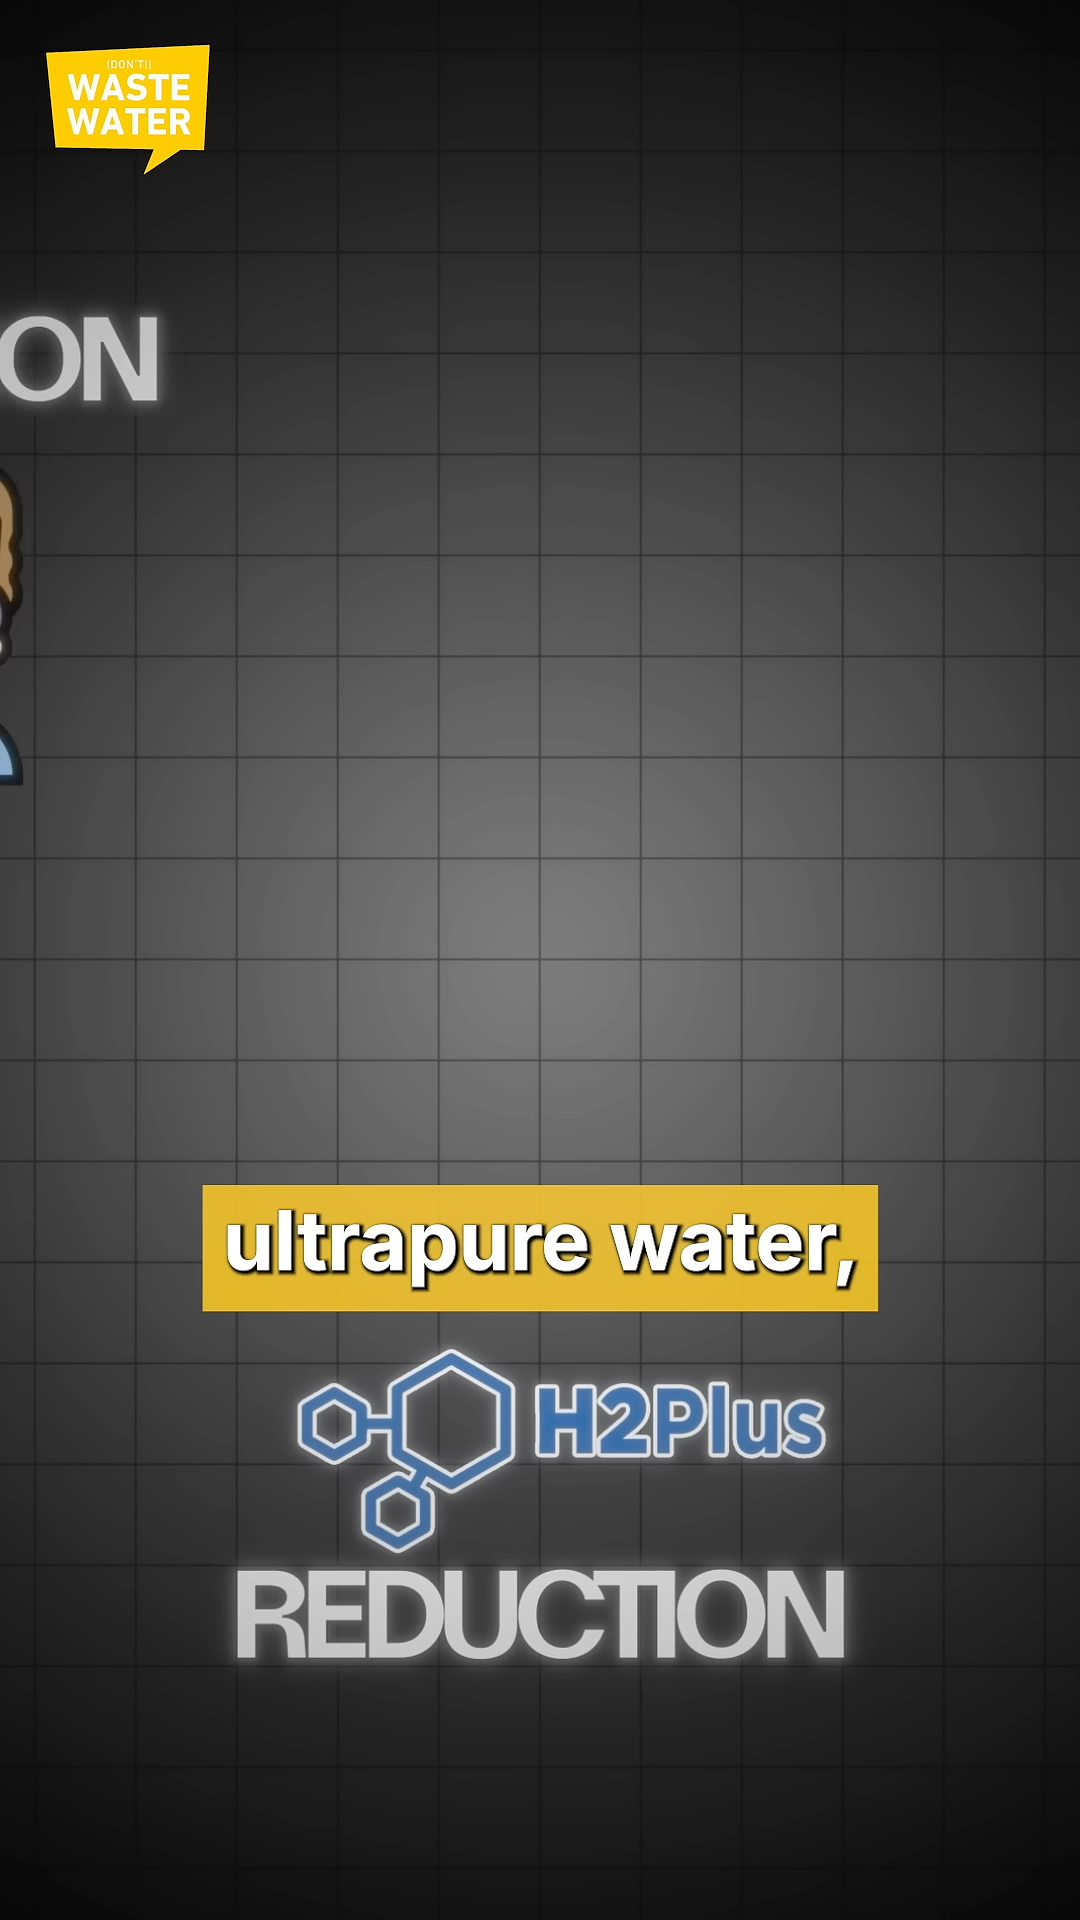 (DON'T!)
WASTE
WATER
ON
ultrapure water,
H2Plus
REDUCTION